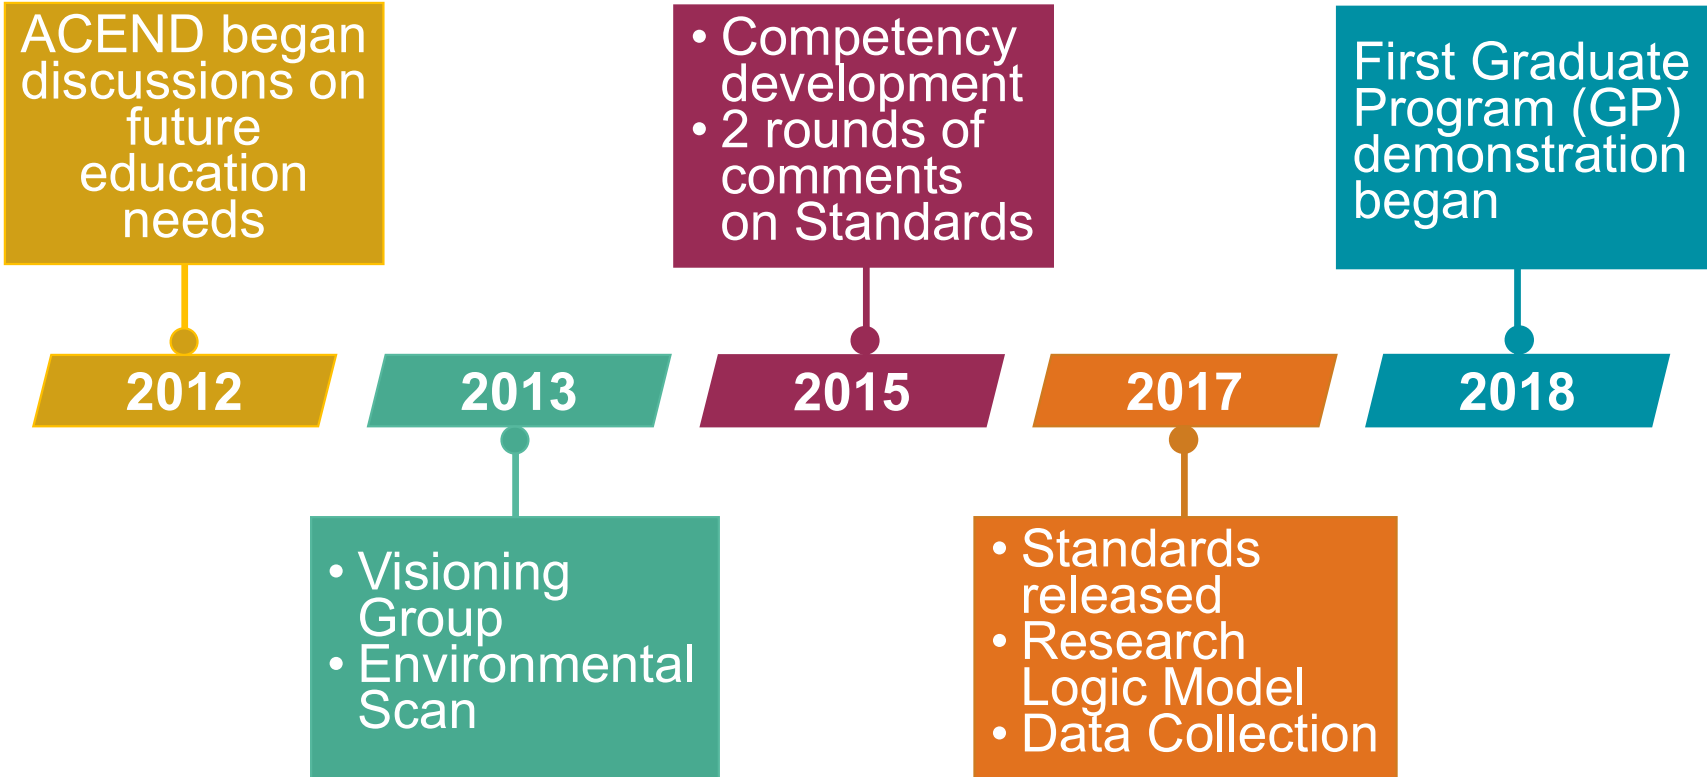 ACEND began
discussions on
future
education
needs
• Competency
development
• 2 rounds of
comments
on Standards
First Graduate
Program (GP)
demonstration
began
2012
2013
2015
2017
2018
• Visioning
Group
• Environmental
Scan
• Standards
released
• Research
Logic Model
• Data Collection